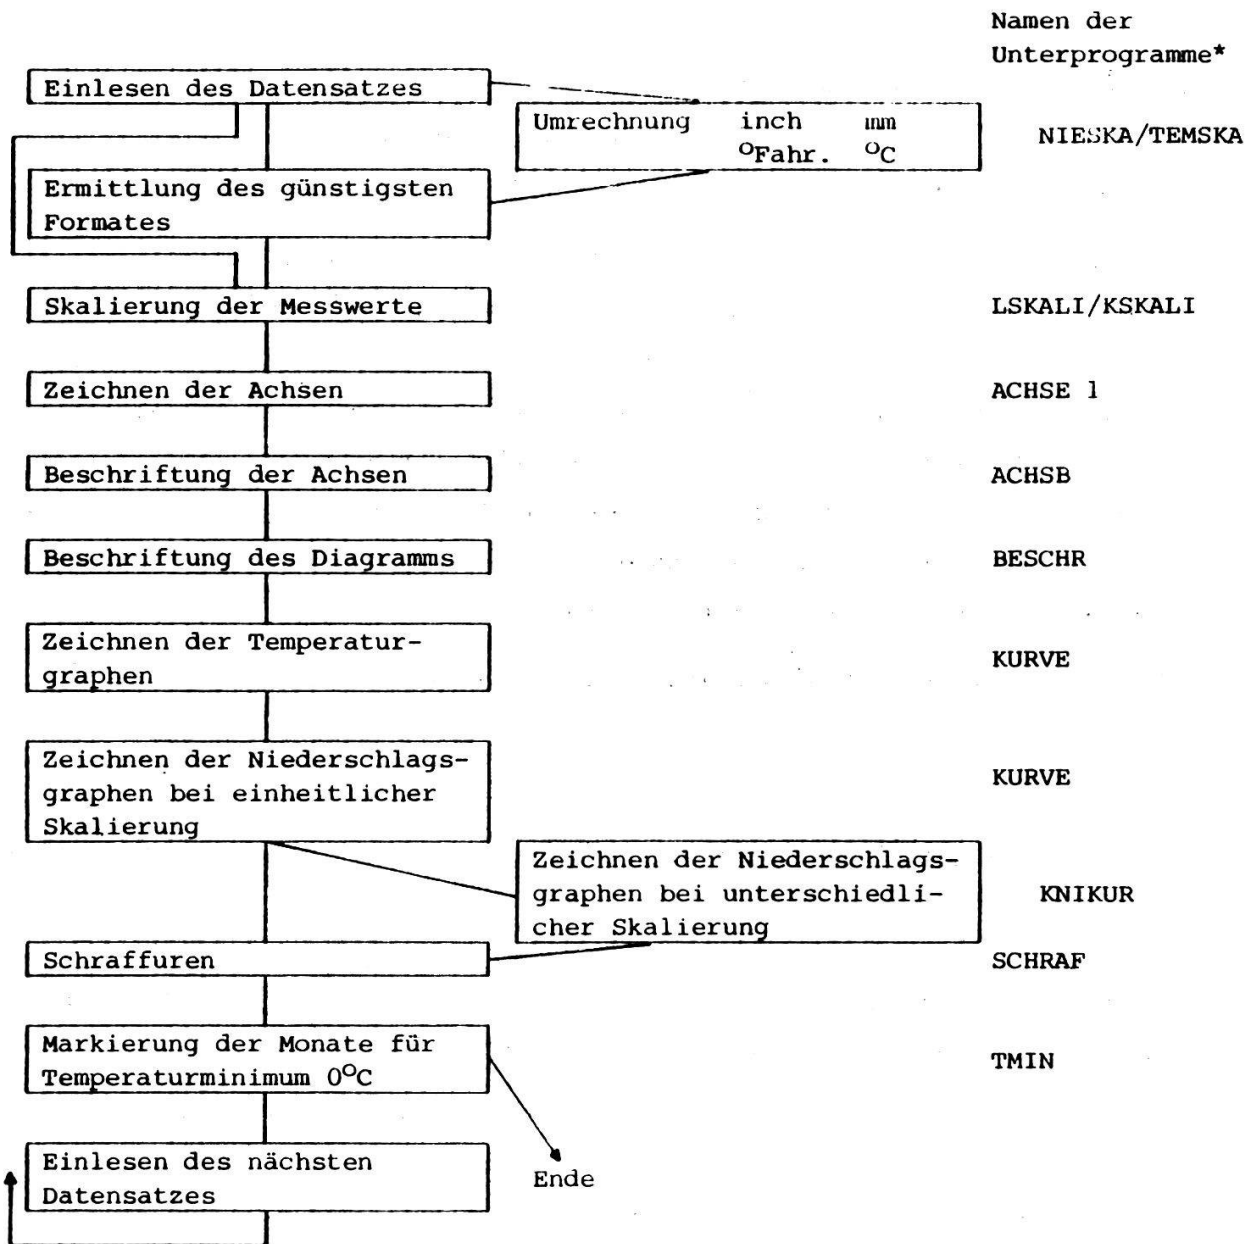 Namen der
Unterprogramme*
Einlesen des Datensatzes
Umrechnung inch mm
°Fahr. °C
NIESKA/TEMSKA
Ermittlung des günstigsten
Formates
Skalierung der Messwerte
LSKALI/KSKALI
Zeichnen der Achsen
ACHSE 1
Beschriftung der Achsen
ACHSB
Beschriftung des Diagramms
BESCHR
Zeichnen der Temperatur-
graphen
KURVE
Zeichnen der Niederschlags-
graphen bei einheitlicher
Skalierung
KURVE
Zeichnen der Niederschlags-
graphen bei unterschiedli-
cher Skalierung
KNIKUR
Schraffuren
SCHRAF
Markierung der Monate für
Temperaturminimum 0°C
TMIN
Einlesen des nächsten
Datensatzes
Ende